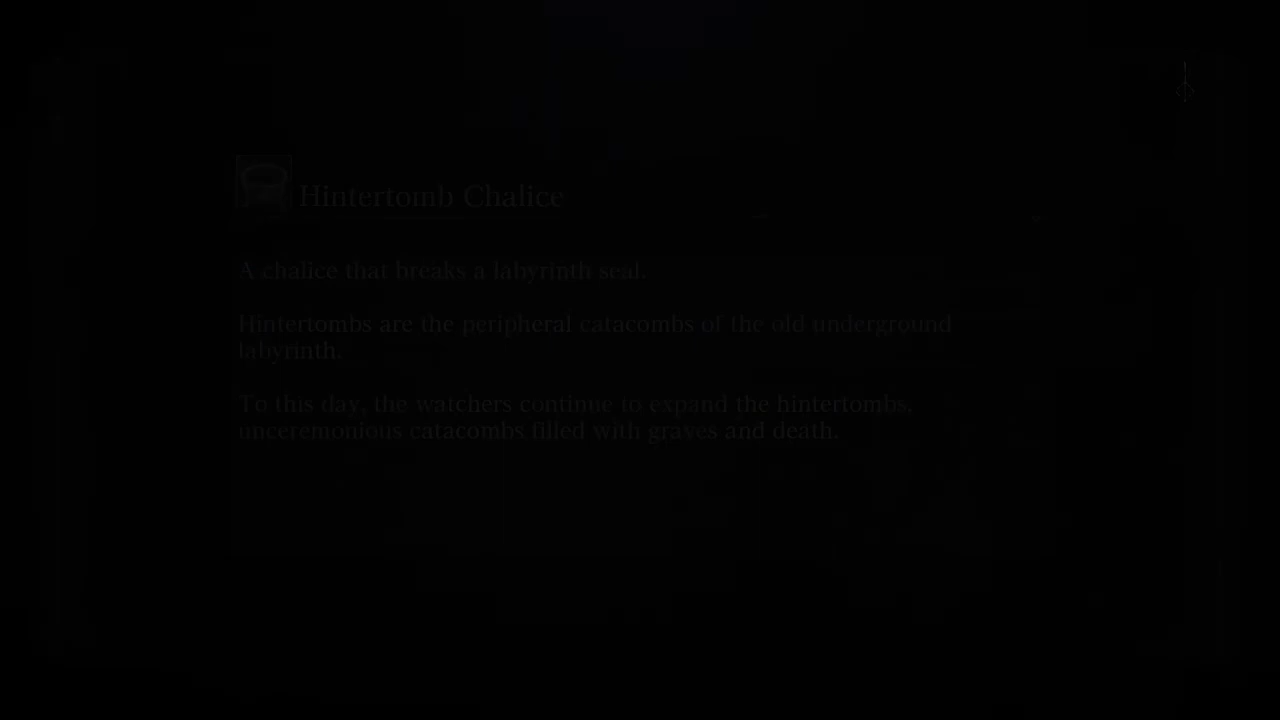 Hintertomb Chalice
A chalice that breaks a labyrinth seal.
Hintertombs are the peripheral catacombs of the old underground
labyrinth.
To this day, the watchers continue to expand the hintertombs,
unceremonious catacombs filled with graves and death.